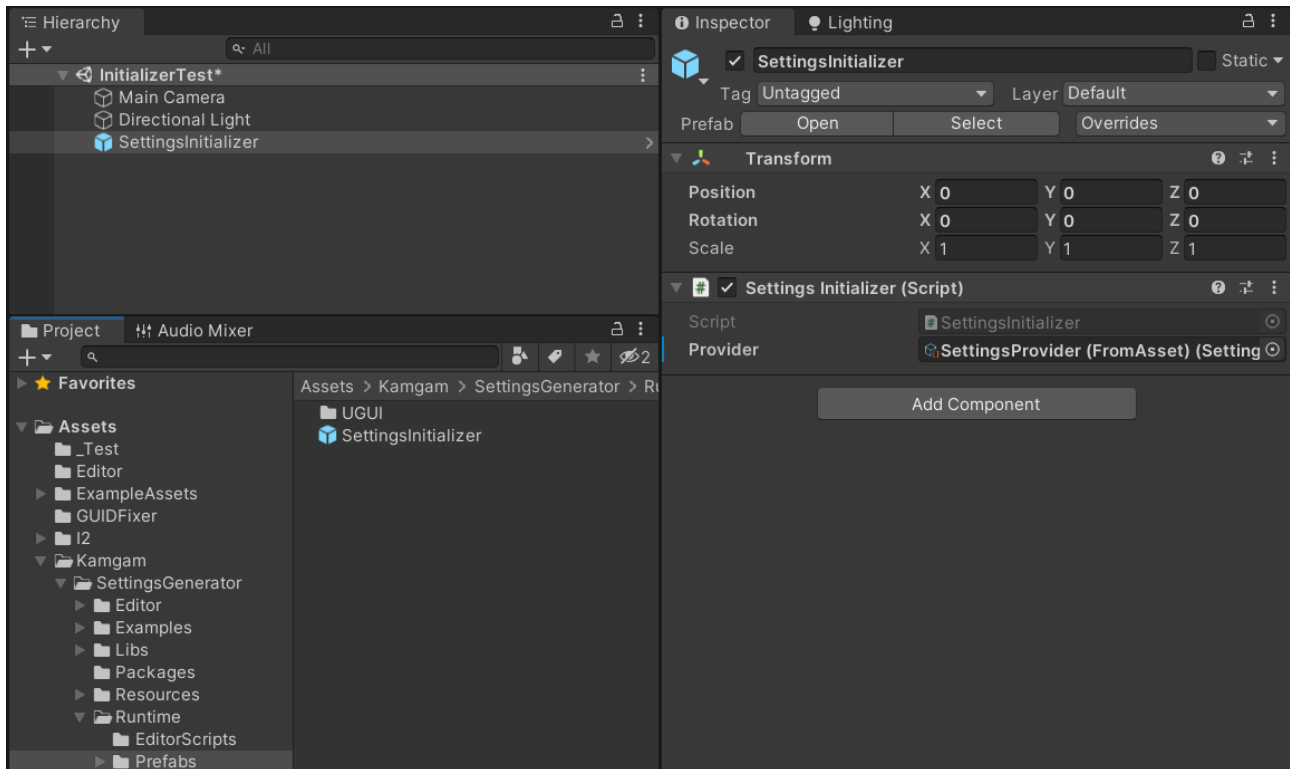 Hierarchy
All
InitializerTest*
Main Camera
Directional Light
SettingsInitializer
Project
Audio Mixer
2
Favorites
Assets
_Test
Editor
ExampleAssets
GUIDFixer
I2
Kamgam
SettingsGenerator
Editor
Examples
Libs
Packages
Resources
Runtime
EditorScripts
Prefabs
Assets > Kamgam > SettingsGenerator > Ru
UGUI
SettingsInitializer
Inspector
Lighting
SettingsInitializer
Static
Tag Untagged Layer Default
Prefab Open Select Overrides
Transform
Position X 0 Y 0 Z 0
Rotation X 0 Y 0 Z 0
Scale X 1 Y 1 Z 1
# Settings Initializer (Script)
Script SettingsInitializer
Provider SettingsProvider (FromAsset) (Setting
Add Component